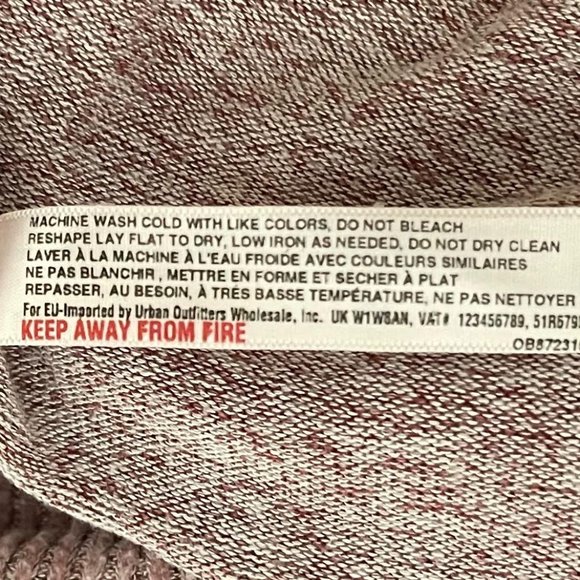 MACHINE WASH COLD WITH LIKE COLORS, DO NOT BLEACH
RESHAPE LAY FLAT TO DRY, LOW IRON AS NEEDED, DO NOT DRY CLEAN
LAVER À LA MACHINE À L'EAU FROIDE AVEC COULEURS SIMILAIRES
NE PAS BLANCHIR , METTRE EN FORME ET SECHER À PLAT
REPASSER, AU BESOIN, À TRÉS BASSE TEMPÉRATURE, NE PAS NETTOYER
For EU-Imported by Urban Outfitters Wholesale, Inc. UK W1W8AN, VAT# 123456789,
KEEP AWAY FROM FIRE